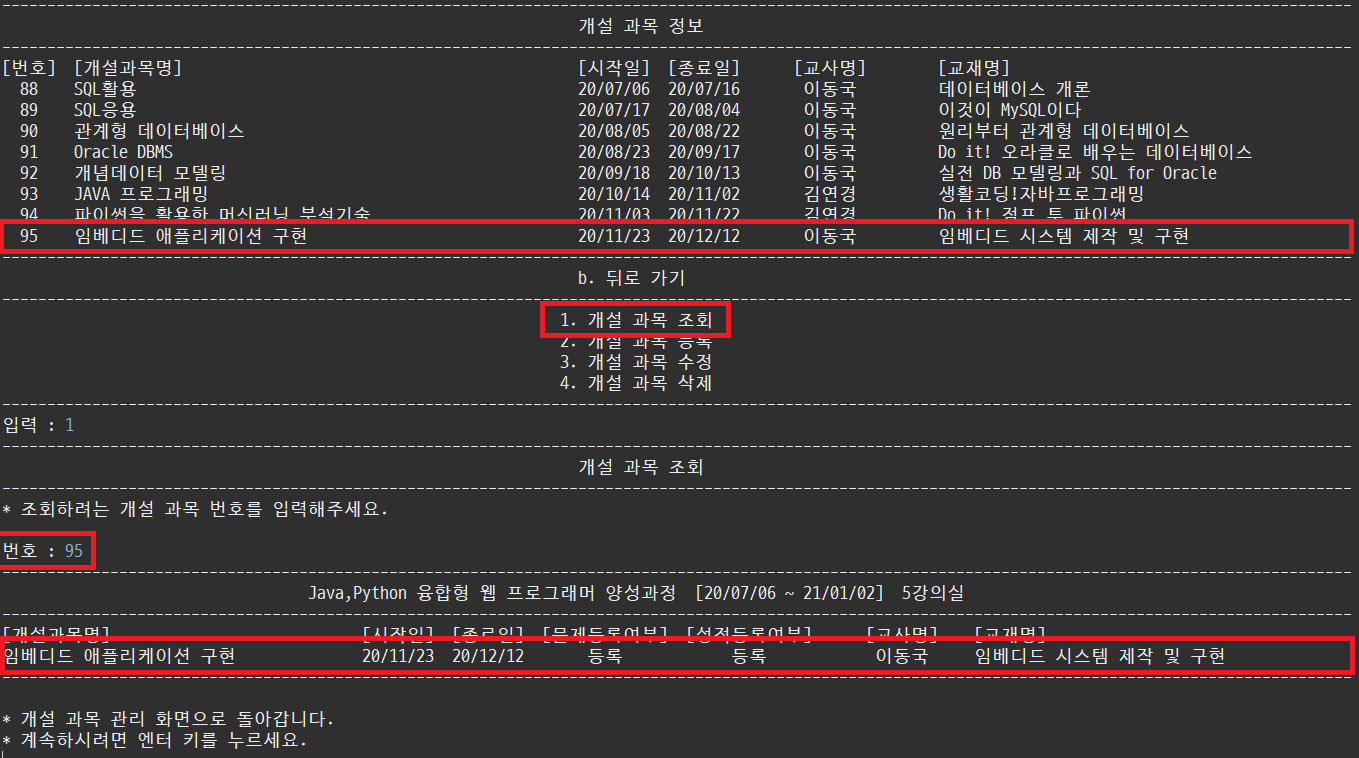 개설 과목 정보
[번호] [개설과목명] [시작일] [종료일] [교사명] [교재명]
88 SQL활용 20/07/06 20/07/16 이동국 데이터베이스 개론
89 SQL응용 20/07/17 20/08/04 이동국 이것이 MySQL이다
90 관계형 데이터베이스 20/08/05 20/08/22 이동국 원리부터 관계형 데이터베이스
91 Oracle DBMS 20/08/23 20/09/17 이동국 Do it! 오라클로 배우는 데이터베이스
92 개념데이터 모델링 20/09/18 20/10/13 이동국 실전 DB 모델링과 SQL for Oracle
93 JAVA 프로그래밍 20/10/14 20/11/02 김연경 생활코딩!자바프로그래밍
94 파이썬을 활용한 머신러닝 분석기술 20/11/03 20/11/22 김연경 Do it! 점프 투 파이썬
95 임베디드 애플리케이션 구현 20/11/23 20/12/12 이동국 임베디드 시스템 제작 및 구현
b. 뒤로 가기
1. 개설 과목 조회
2. 개설 과목 등록
3. 개설 과목 수정
4. 개설 과목 삭제
입력 : 1
개설 과목 조회
* 조회하려는 개설 과목 번호를 입력해주세요.
번호 : 95
Java,Python 융합형 웹 프로그래머 양성과정 [20/07/06 ~ 21/01/02] 5강의실
[개설과목명] [시작일] [종료일] [문제등록여부] [성적등록여부] [교사명] [교재명]
임베디드 애플리케이션 구현 20/11/23 20/12/12 등록 등록 이동국 임베디드 시스템 제작 및 구현
* 개설 과목 관리 화면으로 돌아갑니다.
* 계속하시려면 엔터 키를 누르세요.